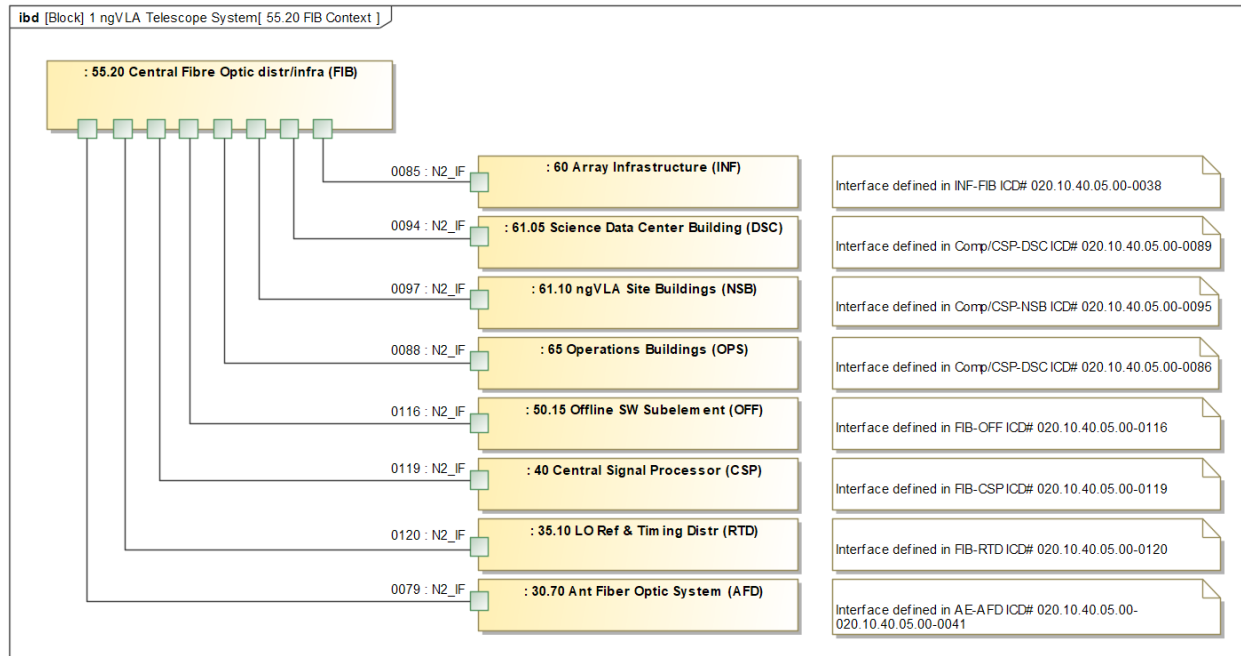 ibd [Block] 1 ngVLA Telescope System[ 55.20 FIB Context ]
: 55.20 Central Fibre Optic distr/infra (FIB)
0085 : N2_IF
: 60 Array Infrastructure (INF)
Interface defined in INF-FIB ICD# 020.10.40.05.00-0038
0094 : N2_IF
: 61.05 Science Data Center Building (DSC)
Interface defined in Comp/CSP-DSC ICD# 020.10.40.05.00-0089
0097 : N2_IF
: 61.10 ngVLA Site Buildings (NSB)
Interface defined in Comp/CSP-NSB ICD# 020.10.40.05.00-0095
0088 : N2_IF
: 65 Operations Buildings (OPS)
Interface defined in Comp/CSP-DSC ICD# 020.10.40.05.00-0086
0116 : N2_IF
: 50.15 Offline SW Subelement (OFF)
Interface defined in FIB-OFF ICD# 020.10.40.05.00-0116
0119 : N2_IF
: 40 Central Signal Processor (CSP)
Interface defined in FIB-CSP ICD# 020.10.40.05.00-0119
0120 : N2_IF
: 35.10 LO Ref & Timing Distr (RTD)
Interface defined in FIB-RTD ICD# 020.10.40.05.00-0120
0079 : N2_IF
: 30.70 Ant Fiber Optic System (AFD)
Interface defined in AE-AFD ICD# 020.10.40.05.00-
020.10.40.05.00-0041